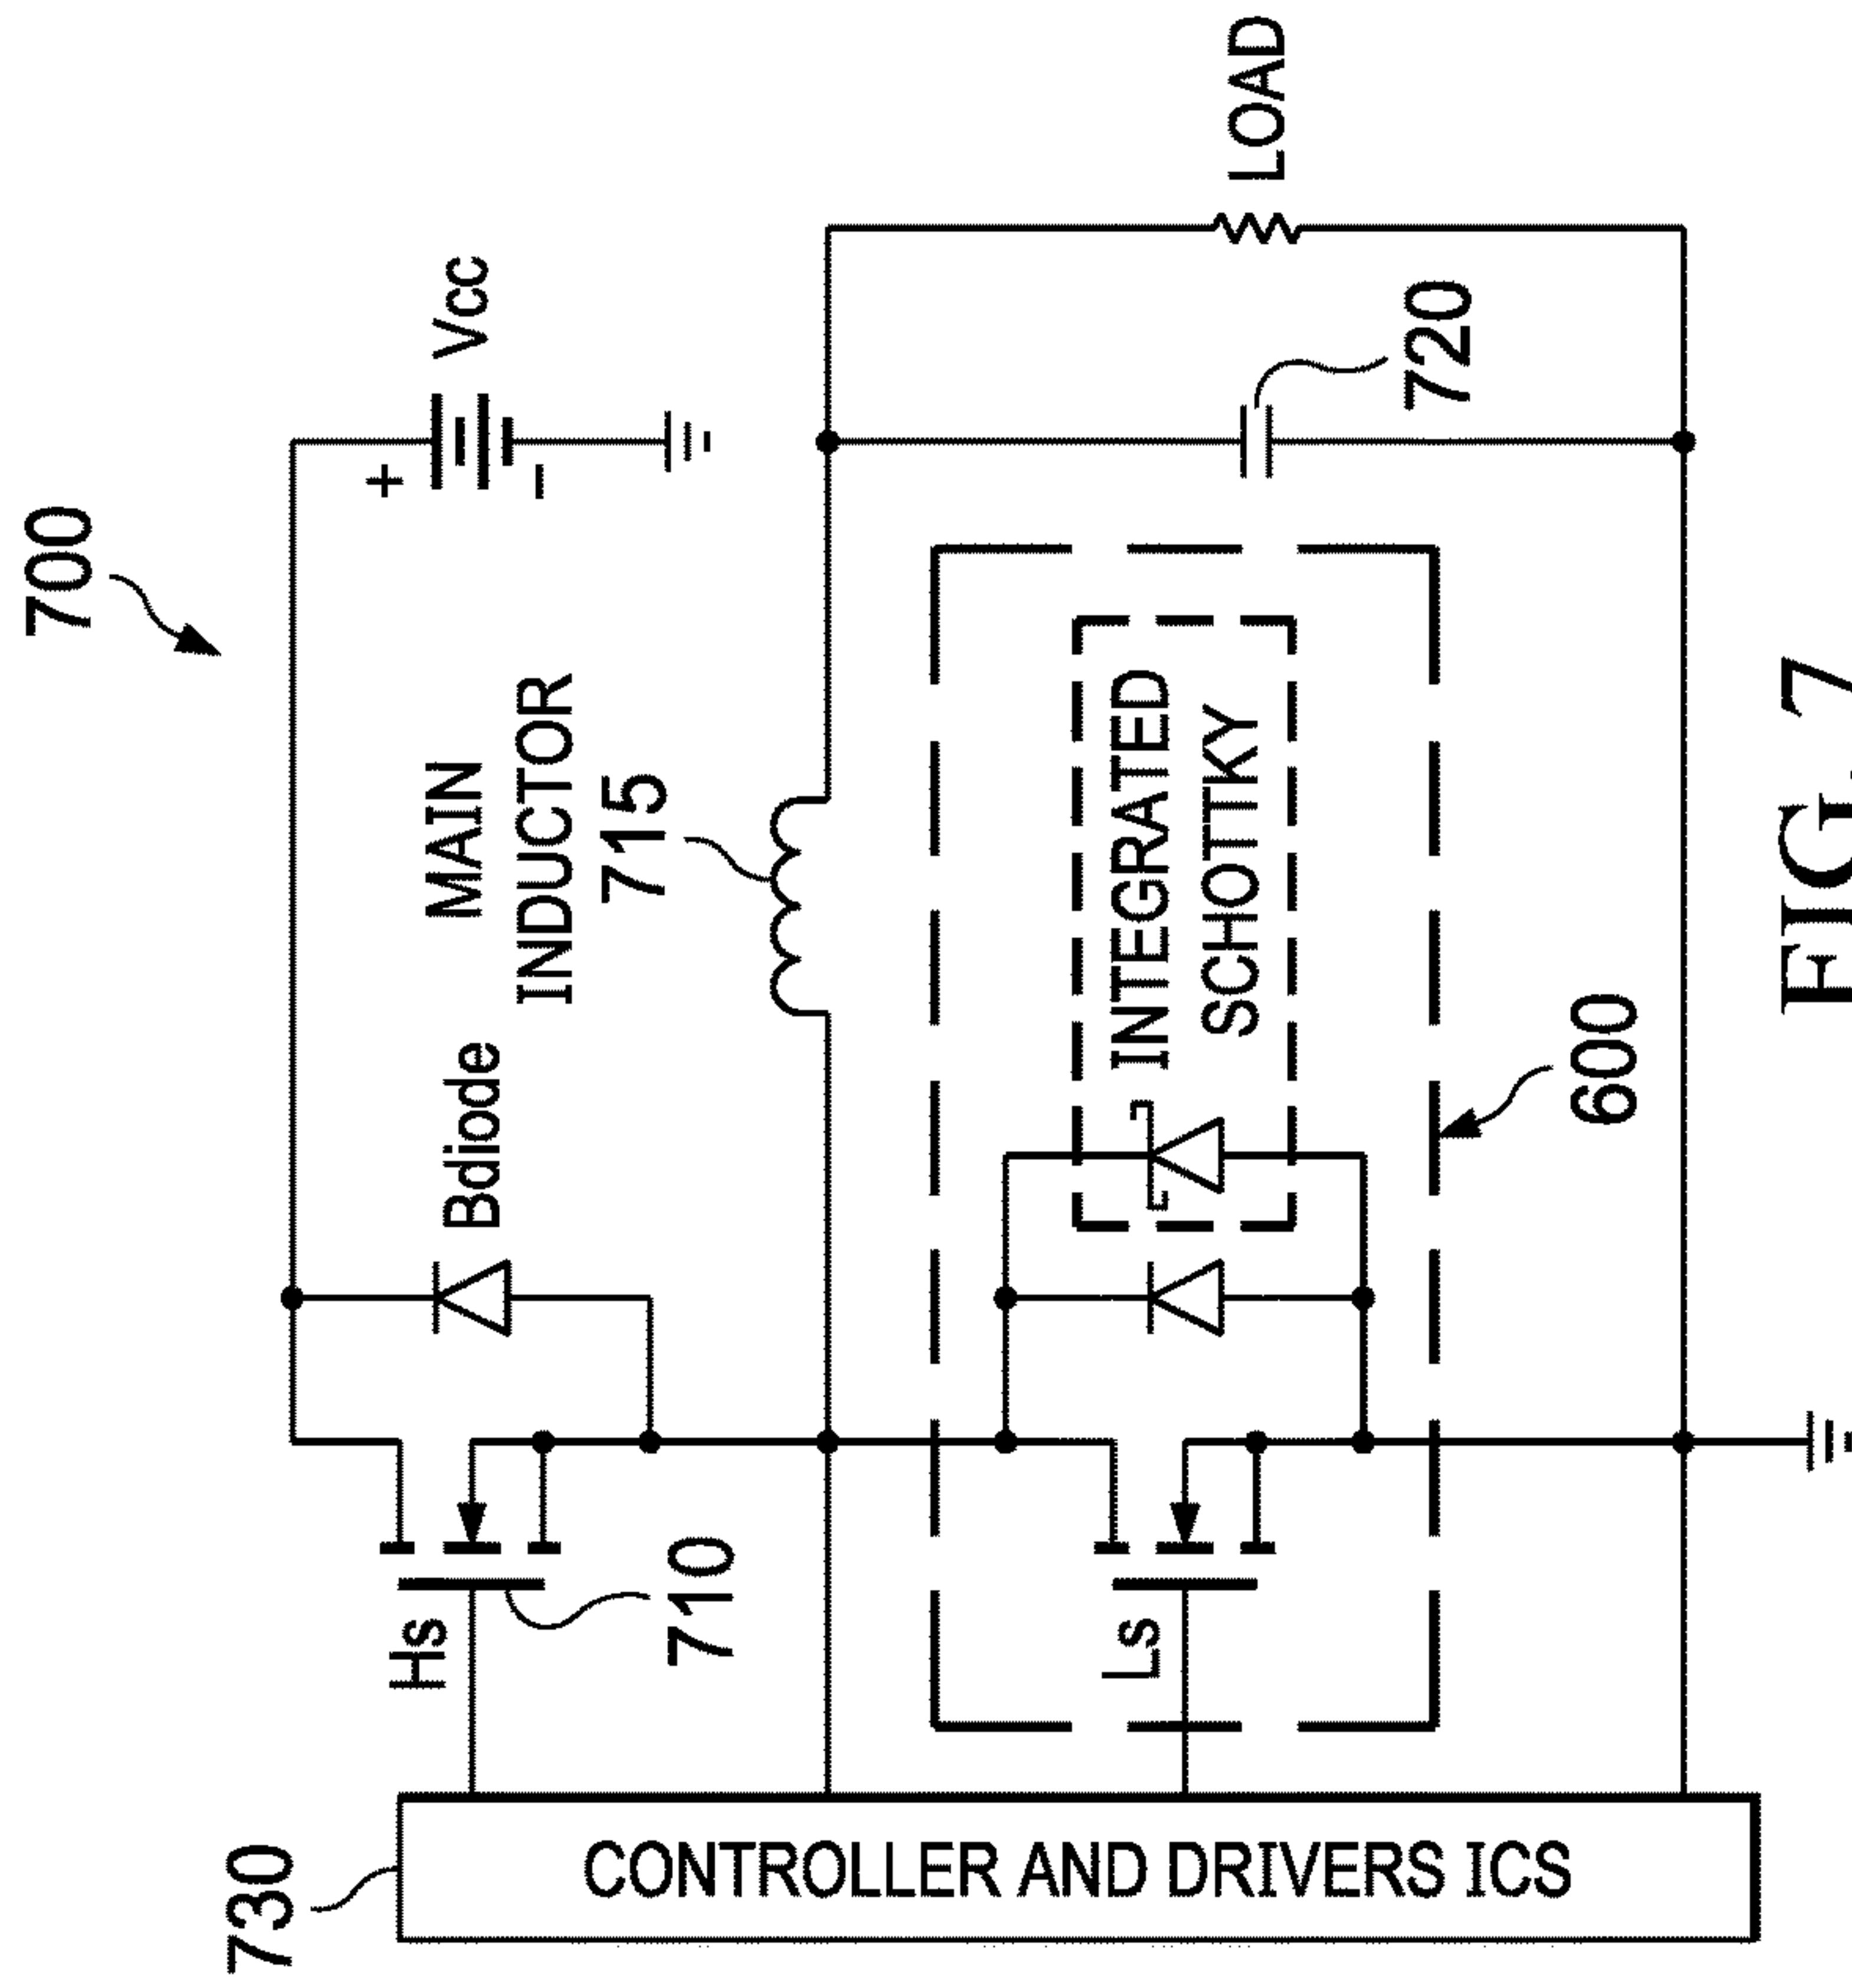 700
Vcc
+
−
Bdiode
MAIN
INDUCTOR
715
Hs
710
LOAD
720
INTEGRATED
SCHOTTKY
Ls
600
730
CONTROLLER AND DRIVERS ICS
FIG. 7